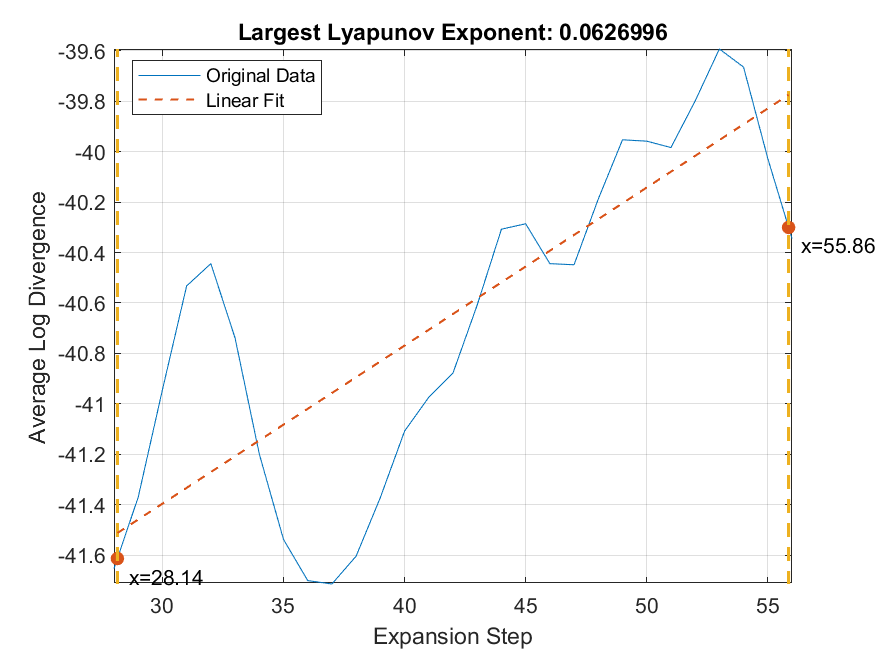 Largest Lyapunov Exponent: 0.0626996
Original Data
Linear Fit
Average Log Divergence
-39.6
-39.8
-40
-40.2
-40.4
-40.6
-40.8
-41
-41.2
-41.4
-41.6
x=55.86
x=28.14
30 35 40 45 50 55
Expansion Step